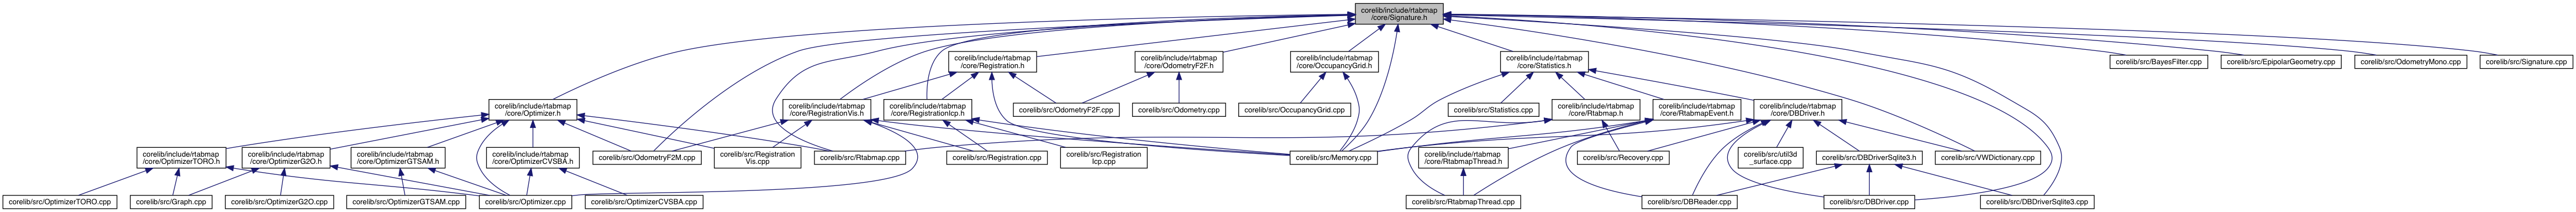 corelib/include/rtabmap
/core/Signature.h
corelib/include/rtabmap
/core/Registration.h
corelib/include/rtabmap
/core/OdometryF2F.h
corelib/include/rtabmap
/core/OccupancyGrid.h
corelib/include/rtabmap
/core/Statistics.h
corelib/src/BayesFilter.cpp
corelib/src/EpipolarGeometry.cpp
corelib/src/OdometryMono.cpp
corelib/src/Signature.cpp
corelib/include/rtabmap
/core/Optimizer.h
corelib/include/rtabmap
/core/RegistrationVis.h
corelib/include/rtabmap
/core/RegistrationIcp.h
corelib/src/OdometryF2F.cpp
corelib/src/Odometry.cpp
corelib/src/OccupancyGrid.cpp
corelib/src/Statistics.cpp
corelib/include/rtabmap
/core/Rtabmap.h
corelib/include/rtabmap
/core/RtabmapEvent.h
corelib/include/rtabmap
/core/DBDriver.h
corelib/include/rtabmap
/core/OptimizerTORO.h
corelib/include/rtabmap
/core/OptimizerG2O.h
corelib/include/rtabmap
/core/OptimizerGTSAM.h
corelib/include/rtabmap
/core/OptimizerCVSBA.h
corelib/src/OdometryF2M.cpp
corelib/src/Registration
Vis.cpp
corelib/src/Rtabmap.cpp
corelib/src/Registration.cpp
corelib/src/Registration
Icp.cpp
corelib/src/Memory.cpp
corelib/include/rtabmap
/core/RtabmapThread.h
corelib/src/Recovery.cpp
corelib/src/util3d
_surface.cpp
corelib/src/DBDriverSqlite3.h
corelib/src/VWDictionary.cpp
corelib/src/OptimizerTORO.cpp
corelib/src/Graph.cpp
corelib/src/OptimizerG2O.cpp
corelib/src/OptimizerGTSAM.cpp
corelib/src/Optimizer.cpp
corelib/src/OptimizerCVSBA.cpp
corelib/src/RtabmapThread.cpp
corelib/src/DBReader.cpp
corelib/src/DBDriver.cpp
corelib/src/DBDriverSqlite3.cpp